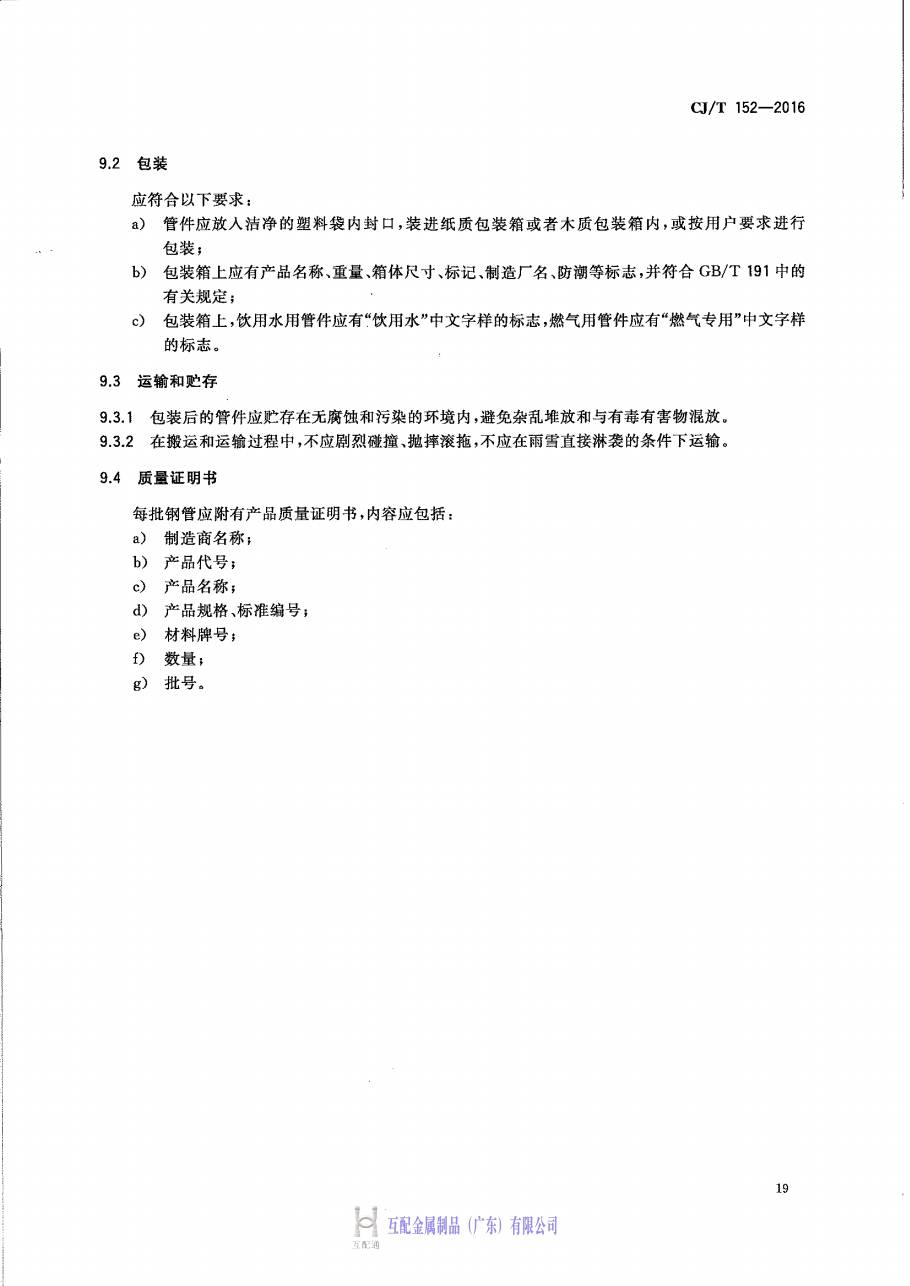 CJ/T 152—2016
9.2 包装
应符合以下要求:
a) 管件应放入洁净的塑料袋内封口,装进纸质包装箱或者木质包装箱内,或按用户要求进行
包装;
b) 包装箱上应有产品名称、重量、箱体尺寸、标记、制造厂名、防潮等标志,并符合 GB/T 191 中的
有关规定;
c) 包装箱上,饮用水用管件应有“饮用水”中文字样的标志,燃气用管件应有“燃气专用”中文字样
的标志。
9.3 运输和贮存
9.3.1 包装后的管件应贮存在无腐蚀和污染的环境内,避免杂乱堆放和与有毒有害物混放。
9.3.2 在搬运和运输过程中,不应剧烈碰撞、抛摔滚拖,不应在雨雪直接淋袭的条件下运输。
9.4 质量证明书
每批钢管应附有产品质量证明书,内容应包括:
a) 制造商名称;
b) 产品代号;
c) 产品名称;
d) 产品规格、标准编号;
e) 材料牌号;
f) 数量;
g) 批号。
19
互配金属制品(广东)有限公司
互配通